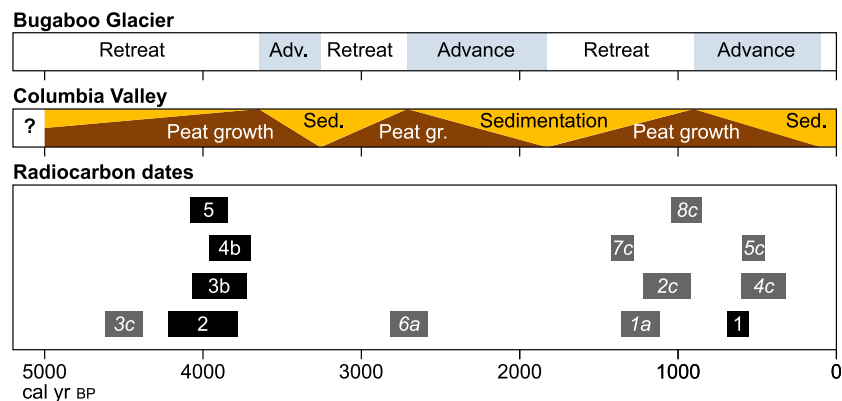 Bugaboo Glacier
Retreat Adv. Retreat Advance Retreat Advance
Columbia Valley
? Peat growth Sed. Peat gr. Sedimentation Peat growth Sed.
Radiocarbon dates
5 8c
4b 7c 5c
3b 2c 4c
3c 2 6a 1a 1
5000 4000 3000 2000 1000 0
cal yr BP